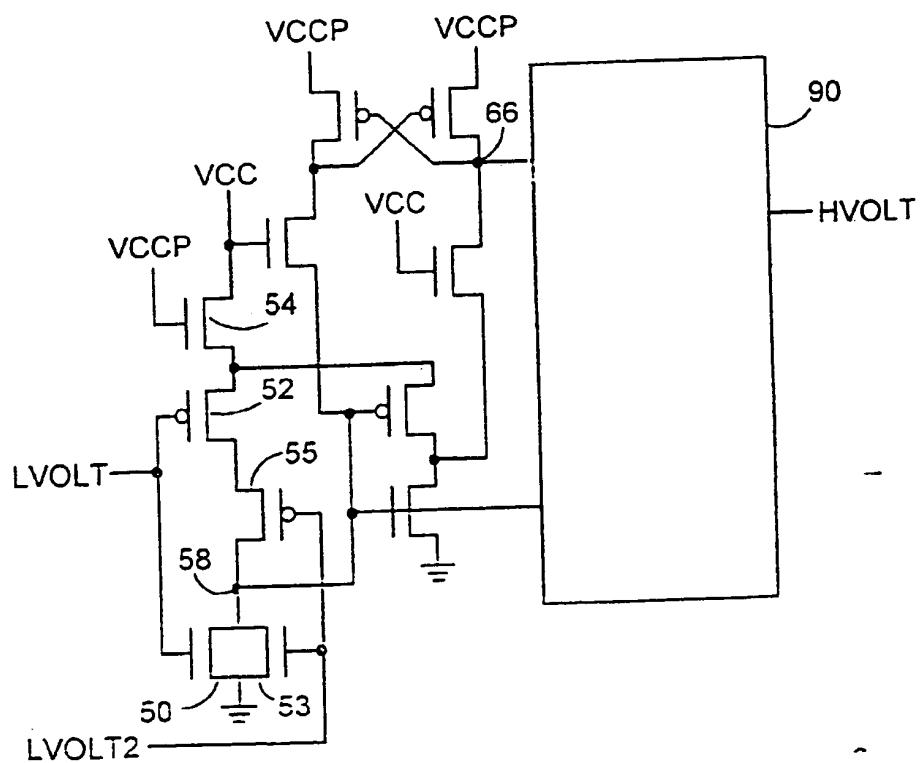 VCCP
VCCP
90
66
VCC
VCC
HVOLT
VCCP
54
52
LVOLT
55
58
50
53
LVOLT2